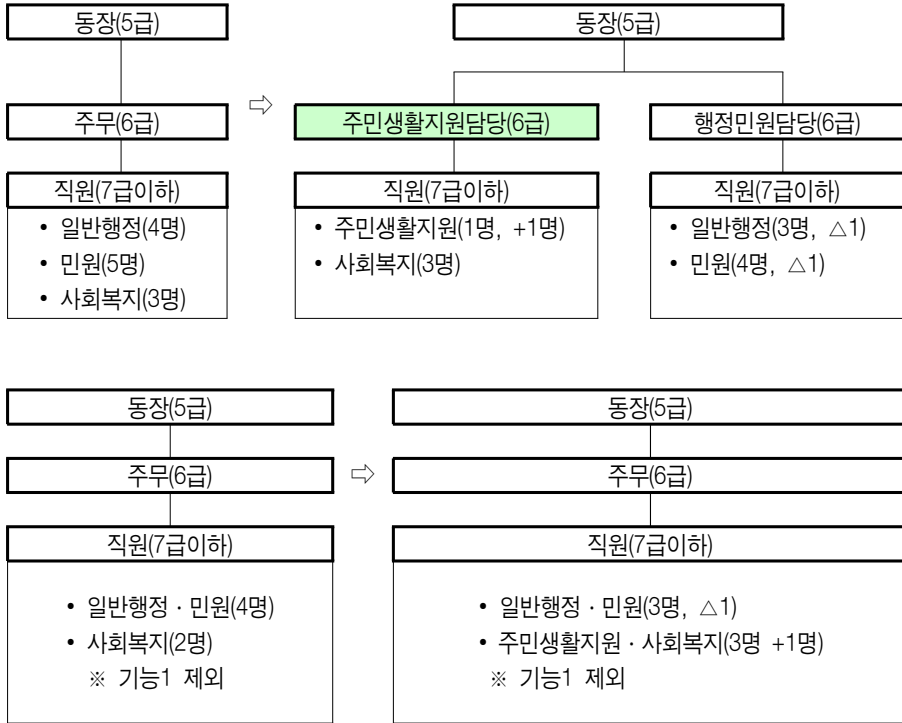 동장(5급)
주무(6급)
직원(7급이하)
• 일반행정(4명)
• 민원(5명)
• 사회복지(3명)
⇨
동장(5급)
주민생활지원담당(6급)
직원(7급이하)
• 주민생활지원(1명, +1명)
• 사회복지(3명)
행정민원담당(6급)
직원(7급이하)
• 일반행정(3명, △1)
• 민원(4명, △1)
동장(5급)
주무(6급)
직원(7급이하)
• 일반행정 · 민원(4명)
• 사회복지(2명)
※ 기능1 제외
⇨
동장(5급)
주무(6급)
직원(7급이하)
• 일반행정 · 민원(3명, △1)
• 주민생활지원 · 사회복지(3명 +1명)
※ 기능1 제외